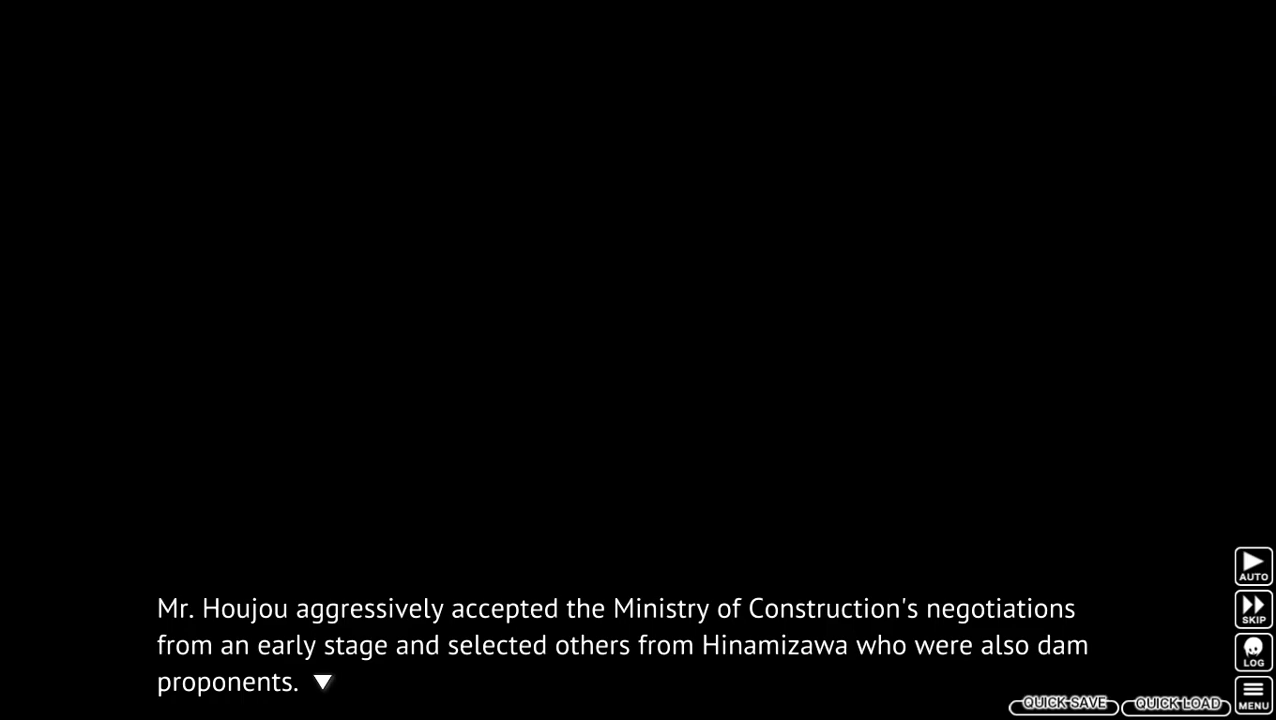 Mr. Houjou aggressively accepted the Ministry of Construction's negotiations
from an early stage and selected others from Hinamizawa who were also dam
proponents.
AUTO
SKIP
LOG
MENU
QUICK SAVE
QUICK LOAD